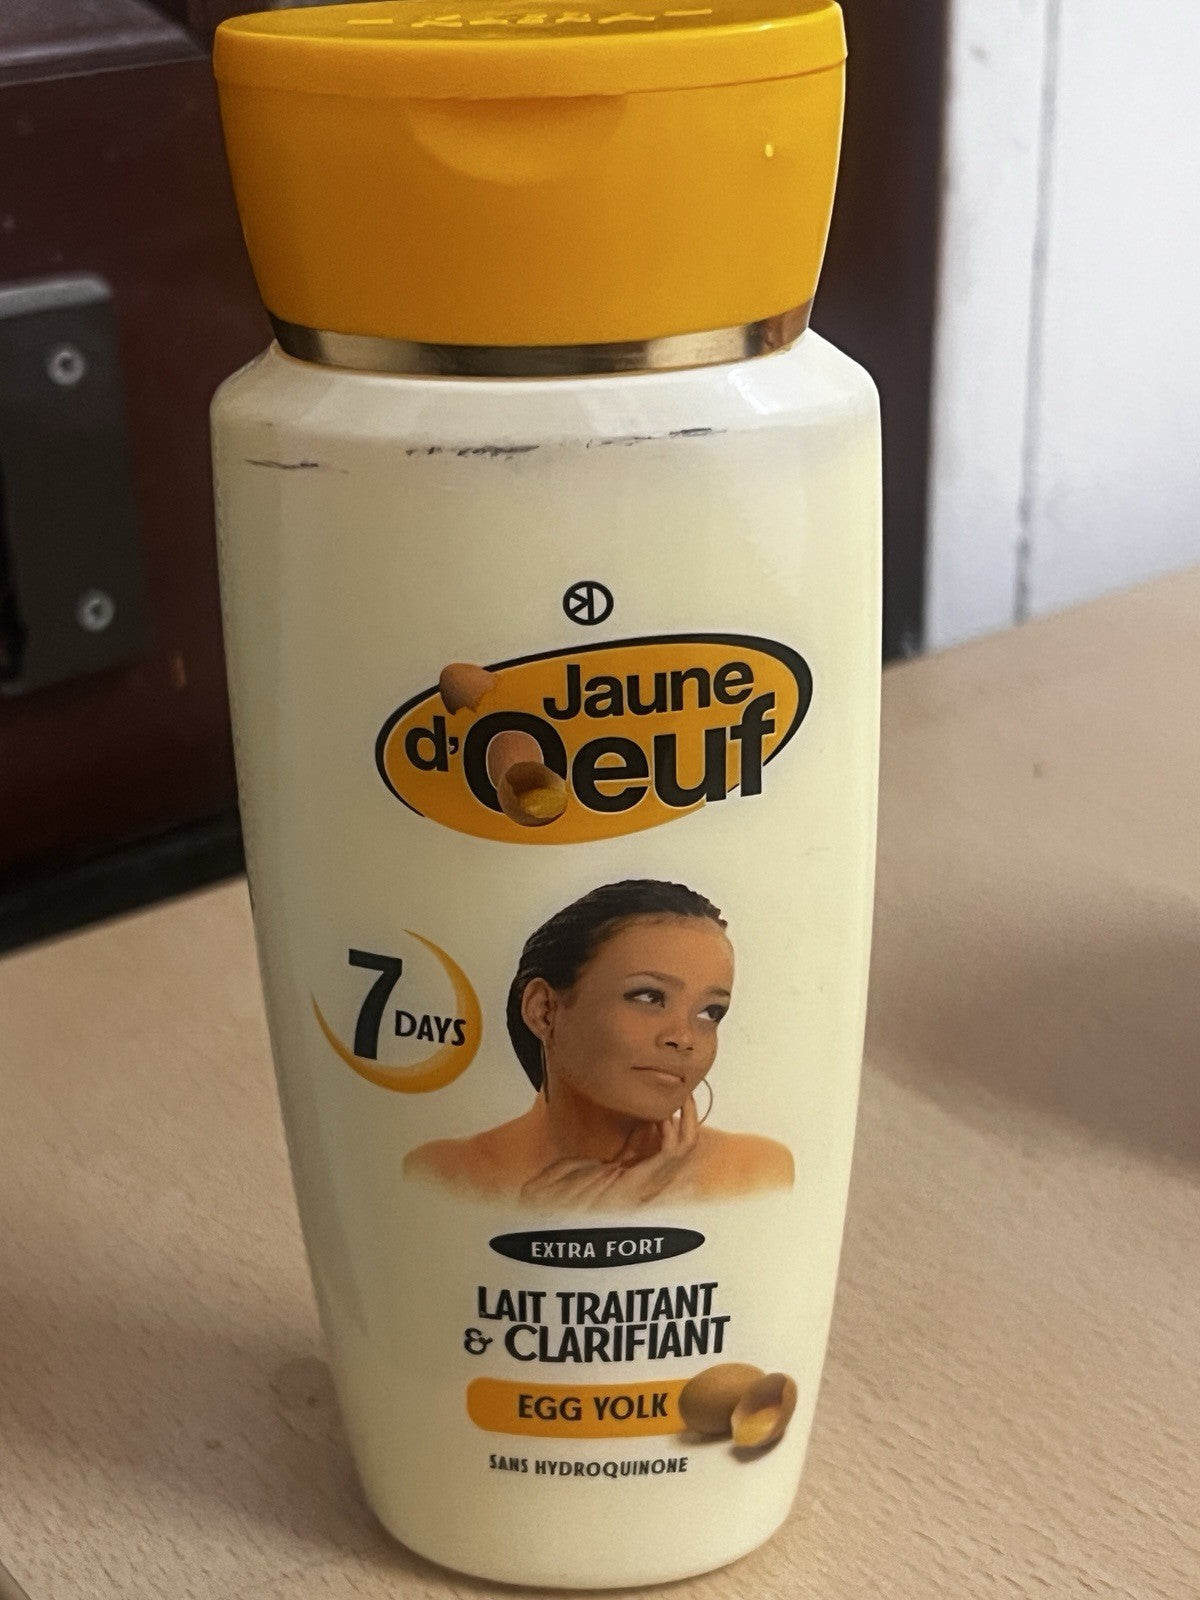 Jaune
d'Oeuf
7 DAYS
EXTRA FORT
LAIT TRAITANT
& CLARIFIANT
EGG YOLK
SANS HYDROQUINONE